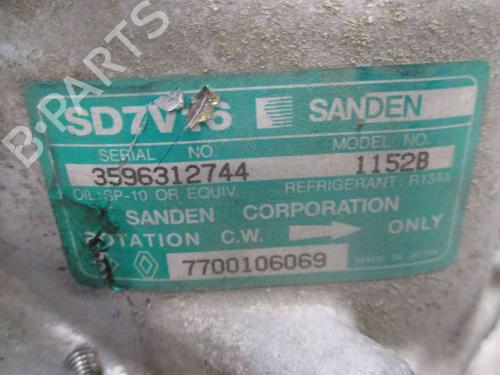 B-PARTS
SD7V16 SANDEN
SERIAL NO. MODEL NO.
3596312744 1152B
OIL:SP-10 OR EQUIV. REFRIGERANT: R134a
SANDEN CORPORATION
ROTATION C.W. ONLY
7700106069 MADE IN JAPAN